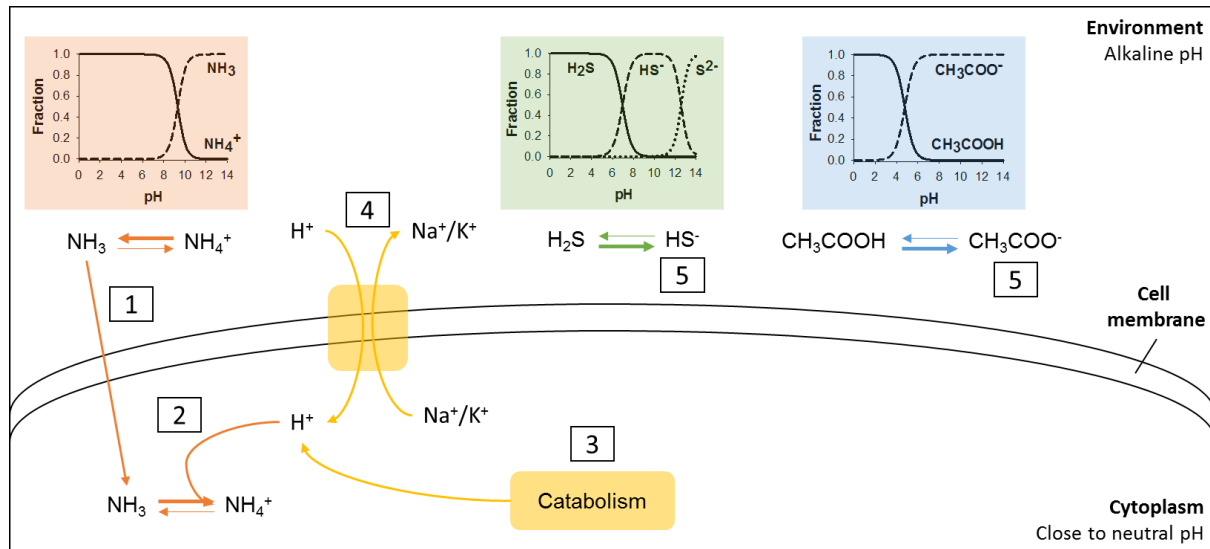 Environment
Alkaline pH
1.0
0.8
0.6
0.4
0.2
0.0
Fraction
NH₃
NH₄⁺
0 2 4 6 8 10 12 14
pH
1.0
0.8
0.6
0.4
0.2
0.0
Fraction
H₂S HS⁻ S²⁻
0 2 4 6 8 10 12 14
pH
1.0
0.8
0.6
0.4
0.2
0.0
Fraction
CH₃COO⁻
CH₃COOH
0 2 4 6 8 10 12 14
pH
NH₃ NH₄⁺
H⁺
4
Na⁺/K⁺
H₂S HS⁻
5
CH₃COOH CH₃COO⁻
5
1
Cell
membrane
2
H⁺
Na⁺/K⁺
3
Catabolism
NH₃ NH₄⁺
Cytoplasm
Close to neutral pH